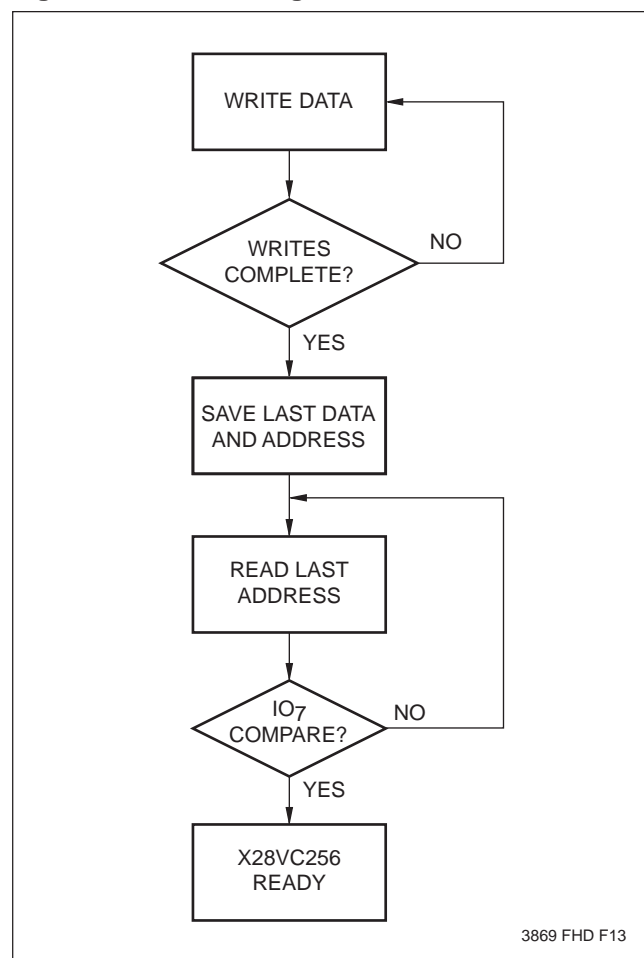 WRITE DATA
WRITES
COMPLETE?
NO
YES
SAVE LAST DATA
AND ADDRESS
READ LAST
ADDRESS
IO7
COMPARE?
NO
YES
X28VC256
READY
3869 FHD F13